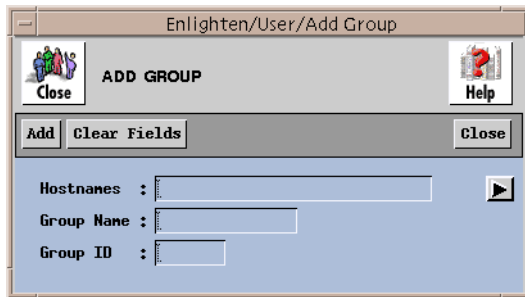 Enlighten/User/Add Group
Close
ADD GROUP
Help
Add Clear Fields Close
Hostnames :
Group Name :
Group ID :